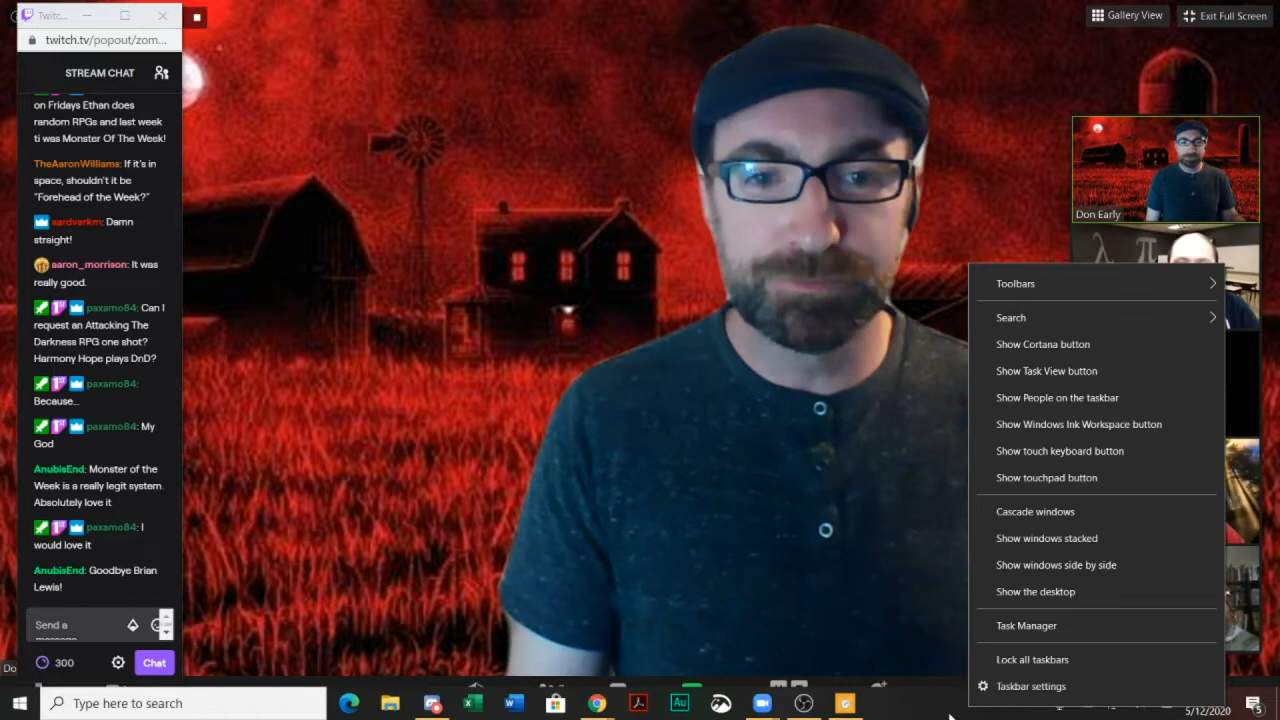 Twitc...
twitch.tv/popout/zom...
STREAM CHAT
on Fridays Ethan does
random RPGs and last week
ti was Monster Of The Week!
TheAaronWilliams: If it's in
space, shouldn't it be
"Forehead of the Week?"
aardvarkm: Damn
straight!
aaron_morrison: It was
really good.
paxamo84: Can I
request an Attacking The
Darkness RPG one shot?
Harmony Hope plays DnD?
paxamo84:
Because...
paxamo84: My
God
AnubisEnd: Monster of the
Week is a really legit system.
Absolutely love it
paxamo84: I
would love it
AnubisEnd: Goodbye Brian
Lewis!
Send a
300
Chat
Do
Gallery View
Exit Full Screen
Don Early
λ π
Toolbars
Search
Show Cortana button
Show Task View button
Show People on the taskbar
Show Windows Ink Workspace button
Show touch keyboard button
Show touchpad button
Cascade windows
Show windows stacked
Show windows side by side
Show the desktop
Task Manager
Lock all taskbars
Taskbar settings
Type here to search
Au
5/12/2020
5